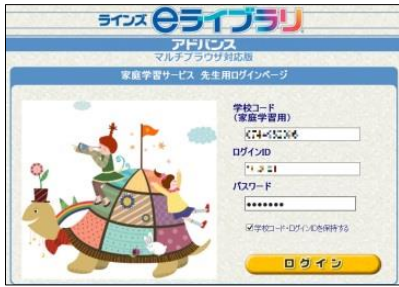 ラインズ eライブラリ
アドバンス
マルチブラウザ対応版
家庭学習サービス 先生用ログインページ
学校コード
(家庭学習用)
ログインID
パスワード
●●●●●●●
学校コード・ログインIDを保持する
ログイン